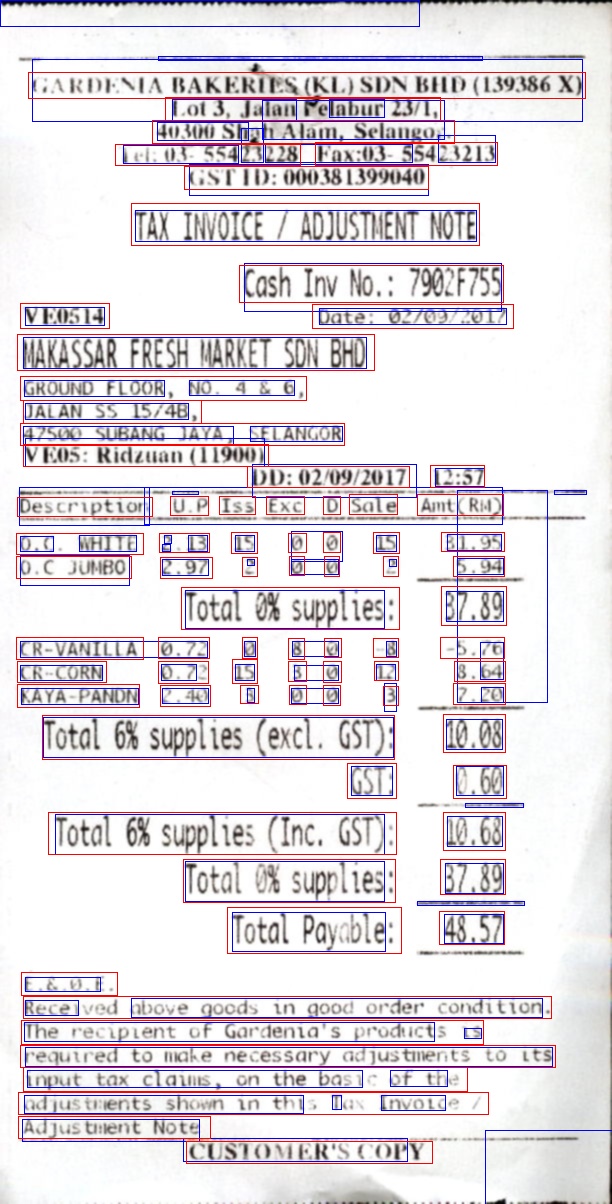 GARDENIA BAKERIES (KL) SDN BHD (139386 X)
Lot 3, Jalan Pelabur 23/1,
40300 Shah Alam, Selangor.
Tel: 03- 55423228 Fax:03- 55423213
GST ID: 000381399040
TAX INVOICE / ADJUSTMENT NOTE
Cash Inv No.: 7902F755
VE0514 Date: 02/09/2017
MAKASSAR FRESH MARKET SDN BHD
GROUND FLOOR, NO. 4 & 6,
JALAN SS 15/4B,
47500 SUBANG JAYA, SELANGOR
VE05: Ridzuan (11900)
DD: 02/09/2017 12:57
Description U.P Iss Exc D Sale Amt(RM)
O.C. WHITE 2.13 15 0 0 15 31.95
O.C JUMBO 2.97 2 0 0 2 5.94
Total 0% supplies: 37.89
CR-VANILLA 0.72 0 8 0 -8 -5.76
CR-CORN 0.72 15 3 0 12 8.64
KAYA-PANDN 2.40 3 0 0 3 7.20
Total 6% supplies (excl. GST): 10.08
GST: 0.60
Total 6% supplies (Inc. GST): 10.68
Total 0% supplies: 37.89
Total Payable: 48.57
E.&.O.E.
Received above goods in good order condition.
The recipient of Gardenia's products is
required to make necessary adjustments to its
input tax claims, on the basis of the
adjustments shown in this Tax Invoice /
Adjustment Note
CUSTOMER'S COPY